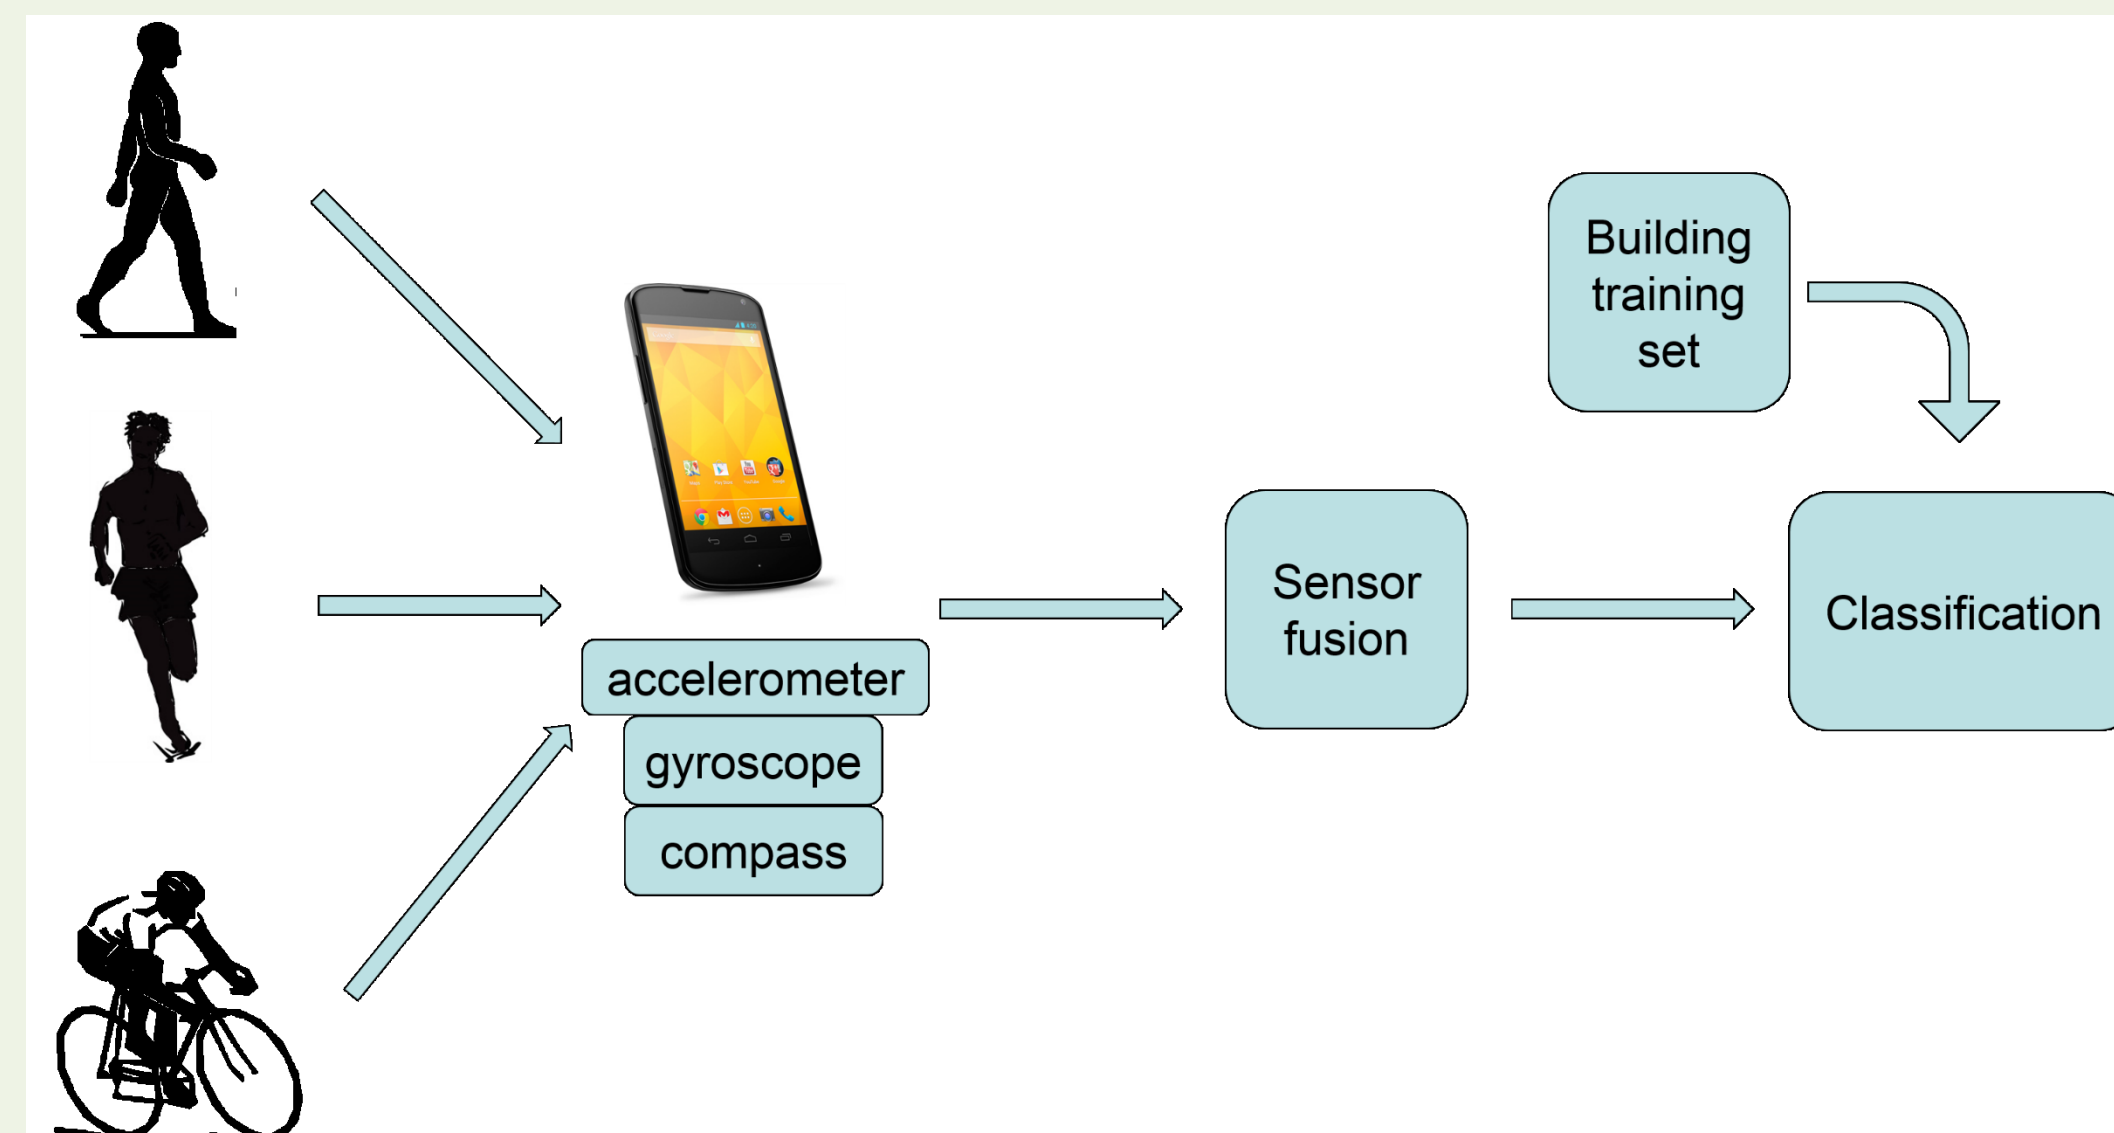 Building
training
set
Sensor
fusion
Classification
accelerometer
gyroscope
compass